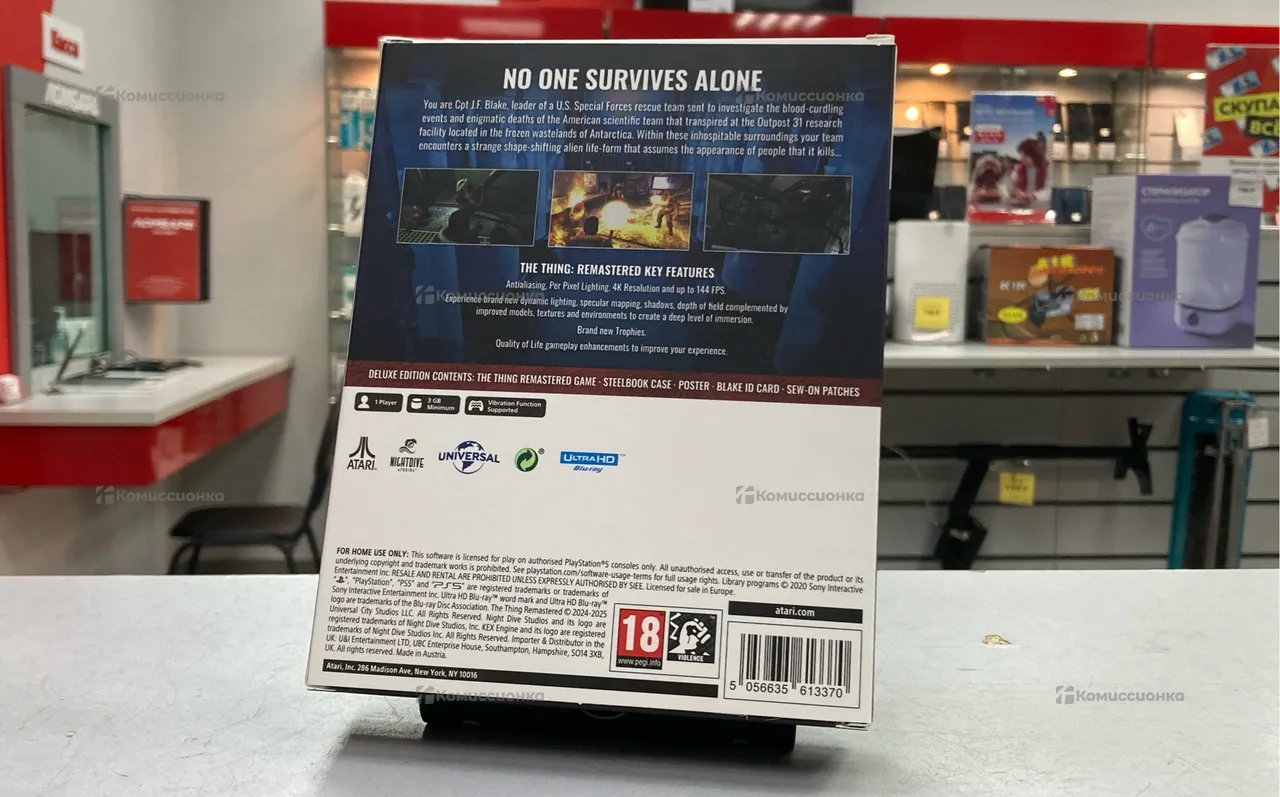 Касса
Комиссионка
NO ONE SURVIVES ALONE
Комиссионка
You are Cpt J.F. Blake, leader of a U.S. Special Forces rescue team sent to investigate the blood-curdling
events and enigmatic deaths of the American scientific team that transpired at the Outpost 31 research
facility located in the frozen wastelands of Antarctica. Within these inhospitable surroundings your team
encounters a strange shape-shifting alien life-form that assumes the appearance of people that it kills...
СКУПА
ВСЕ
СТЕРИЛИЗАТОР
THE THING: REMASTERED KEY FEATURES
Antialiasing, Per Pixel Lighting, 4K Resolution and up to 144 FPS.
Комиссионка
Experience brand new dynamic lighting, specular mapping, shadows, depth of field complemented by
improved models, textures and environments to create a deep level of immersion.
Brand new Trophies.
Quality of Life gameplay enhancements to improve your experience.
DELUXE EDITION CONTENTS: THE THING REMASTERED GAME · STEELBOOK CASE · POSTER · BLAKE ID CARD · SEW-ON PATCHES
1 Player
3 GB
Minimum
Vibration Function
Supported
ATARI.
NIGHTDIVE
STUDIOS
UNIVERSAL
ULTRA HD
Blu-ray™
Комиссионка
Комиссионка
FOR HOME USE ONLY: This software is licensed for play on authorised PlayStation®5 consoles only. All unauthorised access, use or transfer of the product or its
underlying copyright and trademark works is prohibited. See playstation.com/software-usage-terms for full usage rights. Library programs © 2020 Sony Interactive
Entertainment Inc. RESALE AND RENTAL ARE PROHIBITED UNLESS EXPRESSLY AUTHORISED BY SIEE. Licensed for sale in Europe.
"PlayStation", "PS5" and "PS5" are registered trademarks or trademarks of
Sony Interactive Entertainment Inc. Ultra HD Blu-ray™ word mark and Ultra HD Blu-ray™
logo are trademarks of the Blu-ray Disc Association. The Thing Remastered © 2024-2025
Universal City Studios LLC. All Rights Reserved. Night Dive Studios and its logo are
registered trademarks of Night Dive Studios, Inc. KEX Engine and its logo are registered
trademarks of Night Dive Studios Inc. All Rights Reserved. Importer & Distributor in the
UK: U&I Entertainment LTD, UBC Enterprise House, Southampton, Hampshire, SO14 3XB,
UK. All rights reserved. Made in Austria.
Atari, Inc. 286 Madison Ave, New York, NY 10016
18
www.pegi.info
VIOLENCE
atari.com
5 056635 613370
Комиссионка
Комиссионка